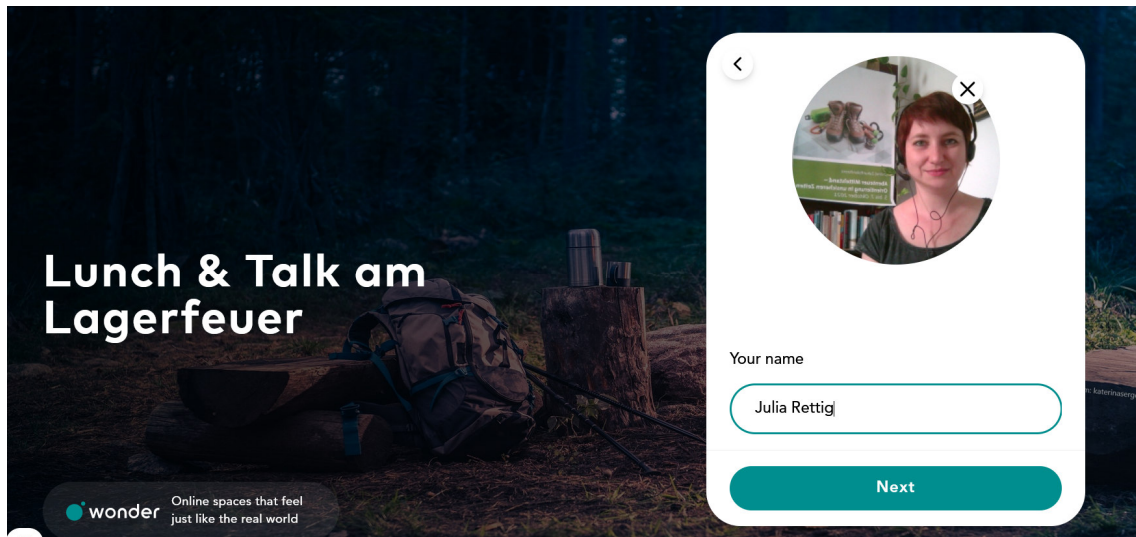 Lunch & Talk am
Lagerfeuer
wonder
Online spaces that feel
just like the real world
Your name
Julia Rettig
Next